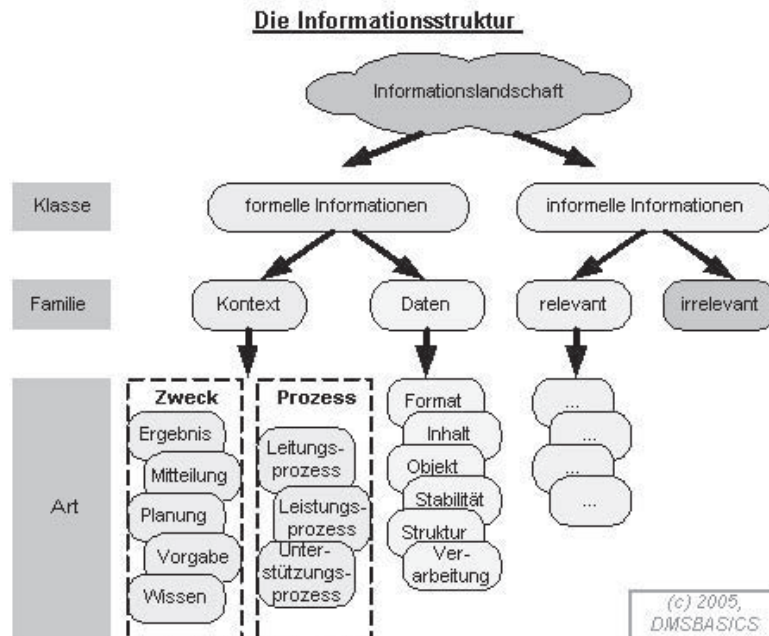 Die Informationsstruktur
Informationslandschaft
Klasse
formelle Informationen
informelle Informationen
Familie
Kontext
Daten
relevant
irrelevant
Art
Zweck
Ergebnis
Mitteilung
Planung
Vorgabe
Wissen
Prozess
Leitungs-
prozess
Leistungs-
prozess
Unter-
stützungs-
prozess
Format
Inhalt
Objekt
Stabilität
Struktur
Ver-
arbeitung
...
...
...
...
(c) 2005,
DMSBASICS